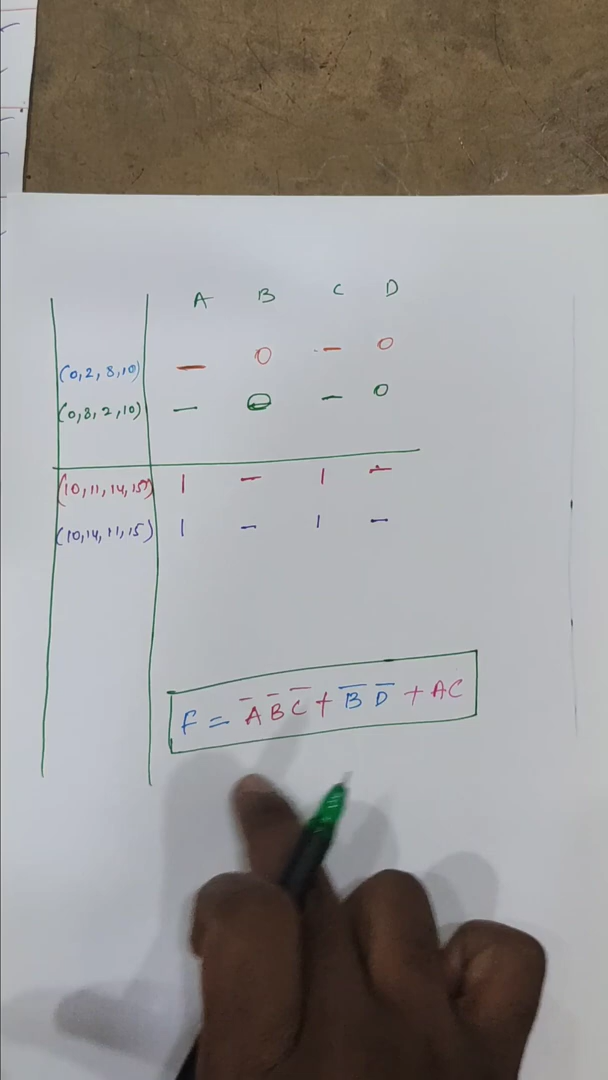 A B C D
(0,2,8,10) — 0 — 0
(0,8,2,10) — 0 — 0
(10,11,14,15) 1 — 1 —
(10,14,11,15) 1 — 1 —
F = A̅ B̅ C̅ + B̅ D̅ + AC